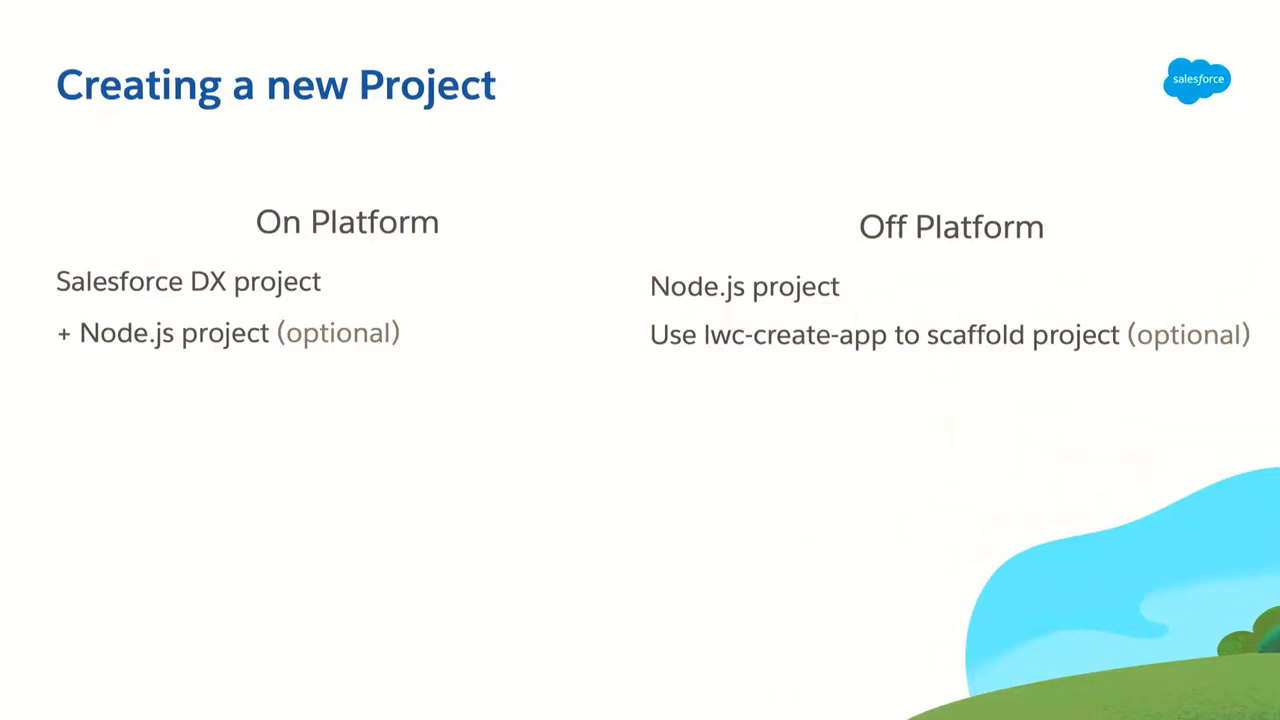 Creating a new Project
salesforce
On Platform
Salesforce DX project
+ Node.js project (optional)
Off Platform
Node.js project
Use lwc-create-app to scaffold project (optional)